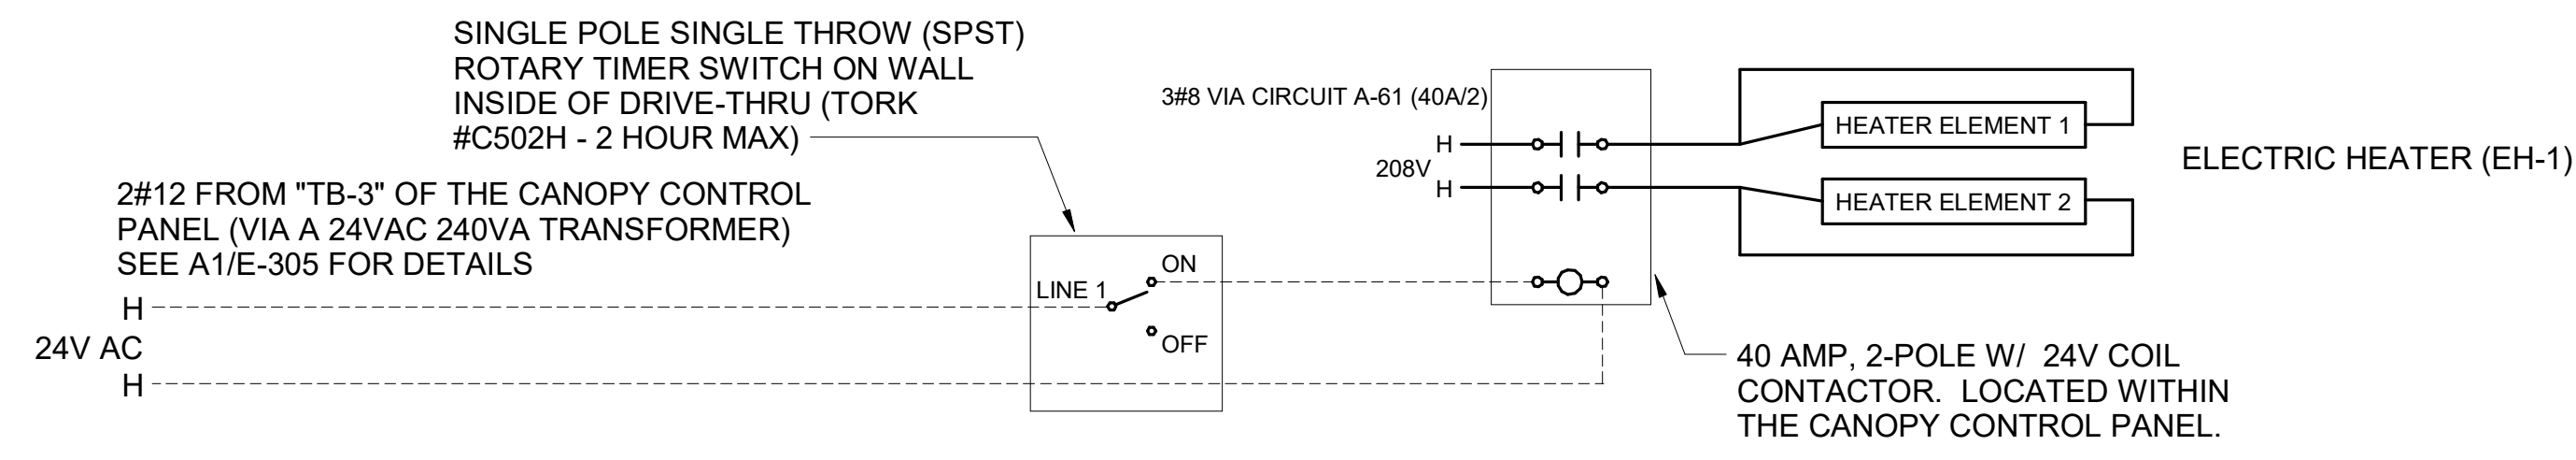 SINGLE POLE SINGLE THROW (SPST)
ROTARY TIMER SWITCH ON WALL
INSIDE OF DRIVE-THRU (TORK
#C502H - 2 HOUR MAX)
2#12 FROM "TB-3" OF THE CANOPY CONTROL
PANEL (VIA A 24VAC 240VA TRANSFORMER)
SEE A1/E-305 FOR DETAILS
H
24V AC
H
LINE 1
ON
OFF
3#8 VIA CIRCUIT A-61 (40A/2)
H
208V
H
HEATER ELEMENT 1
HEATER ELEMENT 2
ELECTRIC HEATER (EH-1)
40 AMP, 2-POLE W/ 24V COIL
CONTACTOR. LOCATED WITHIN
THE CANOPY CONTROL PANEL.